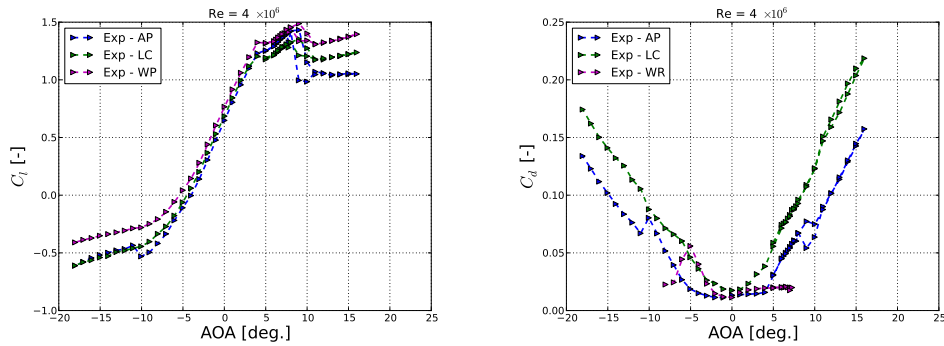 Re = 4 ×10⁶
Exp - AP
Exp - LC
Exp - WP
1.5
1.0
0.5
0.0
−0.5
−1.0
−20 −15 −10 −5 0 5 10 15 20 25
AOA [deg.]
C_l [-]
Re = 4 ×10⁶
Exp - AP
Exp - LC
Exp - WR
0.25
0.20
0.15
0.10
0.05
0.00
−20 −15 −10 −5 0 5 10 15 20 25
AOA [deg.]
C_d [-]